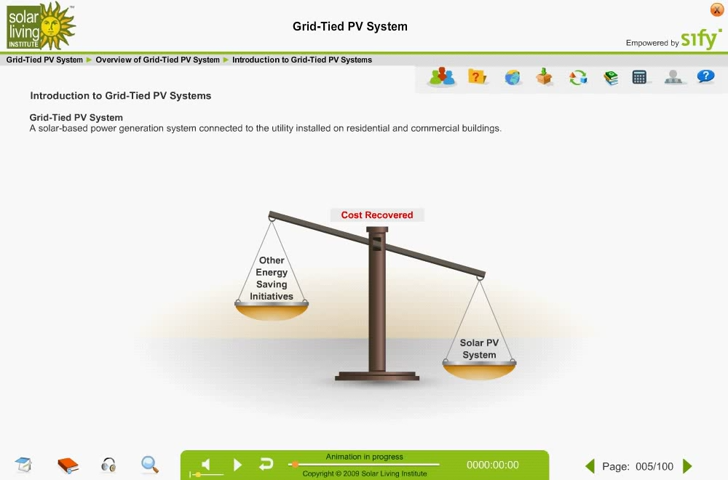 solar
living
INSTITUTE
Grid-Tied PV System
Empowered by sify
Grid-Tied PV System ► Overview of Grid-Tied PV System ► Introduction to Grid-Tied PV Systems
Introduction to Grid-Tied PV Systems
Grid-Tied PV System
A solar-based power generation system connected to the utility installed on residential and commercial buildings.
Cost Recovered
Other
Energy
Saving
Initiatives
Solar PV
System
Animation in progress
0000:00:00
Copyright © 2009 Solar Living Institute
Page: 005/100